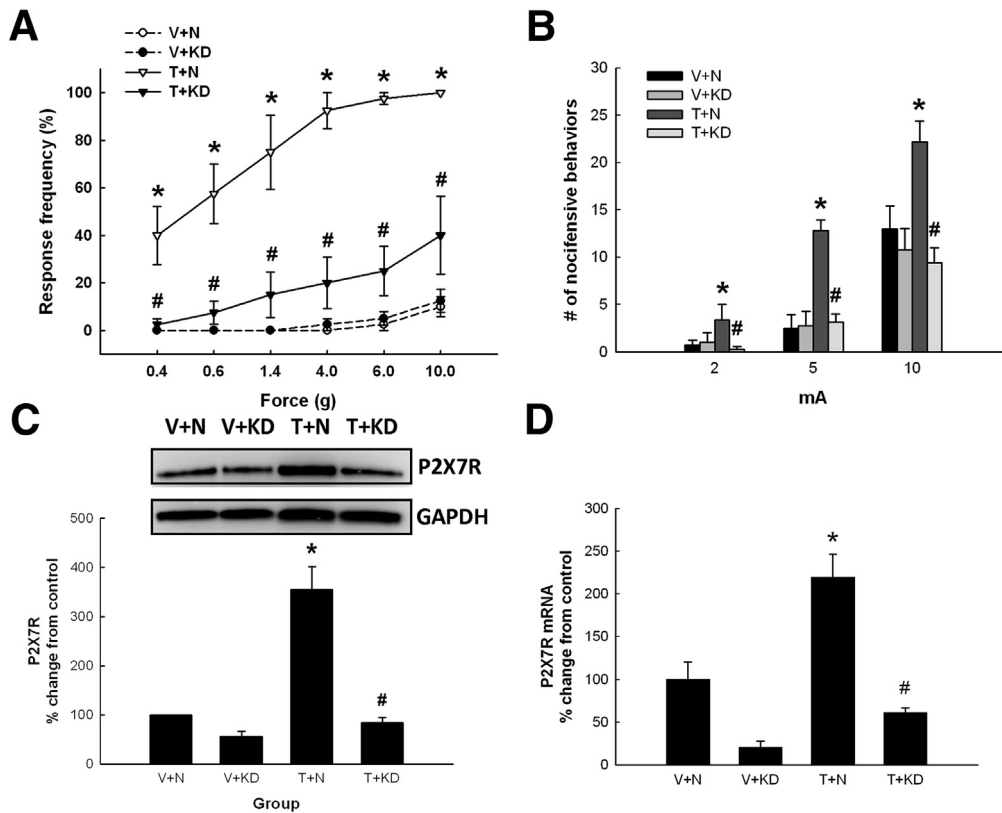 A
V+N
V+KD
T+N
T+KD
Response frequency (%)
100
80
60
40
20
0
* * * * * *
# # # # # #
0.4 0.6 1.4 4.0 6.0 10.0
Force (g)
B
V+N
V+KD
T+N
T+KD
# of nocifensive behaviors
30
25
20
15
10
5
0
* * *
# # #
2 5 10
mA
C
V+N V+KD T+N T+KD
P2X7R
GAPDH
P2X7R
% change from control
500
400
300
200
100
0
*
#
V+N V+KD T+N T+KD
Group
D
P2X7R mRNA
% change from control
300
250
200
150
100
50
0
*
#
V+N V+KD T+N T+KD